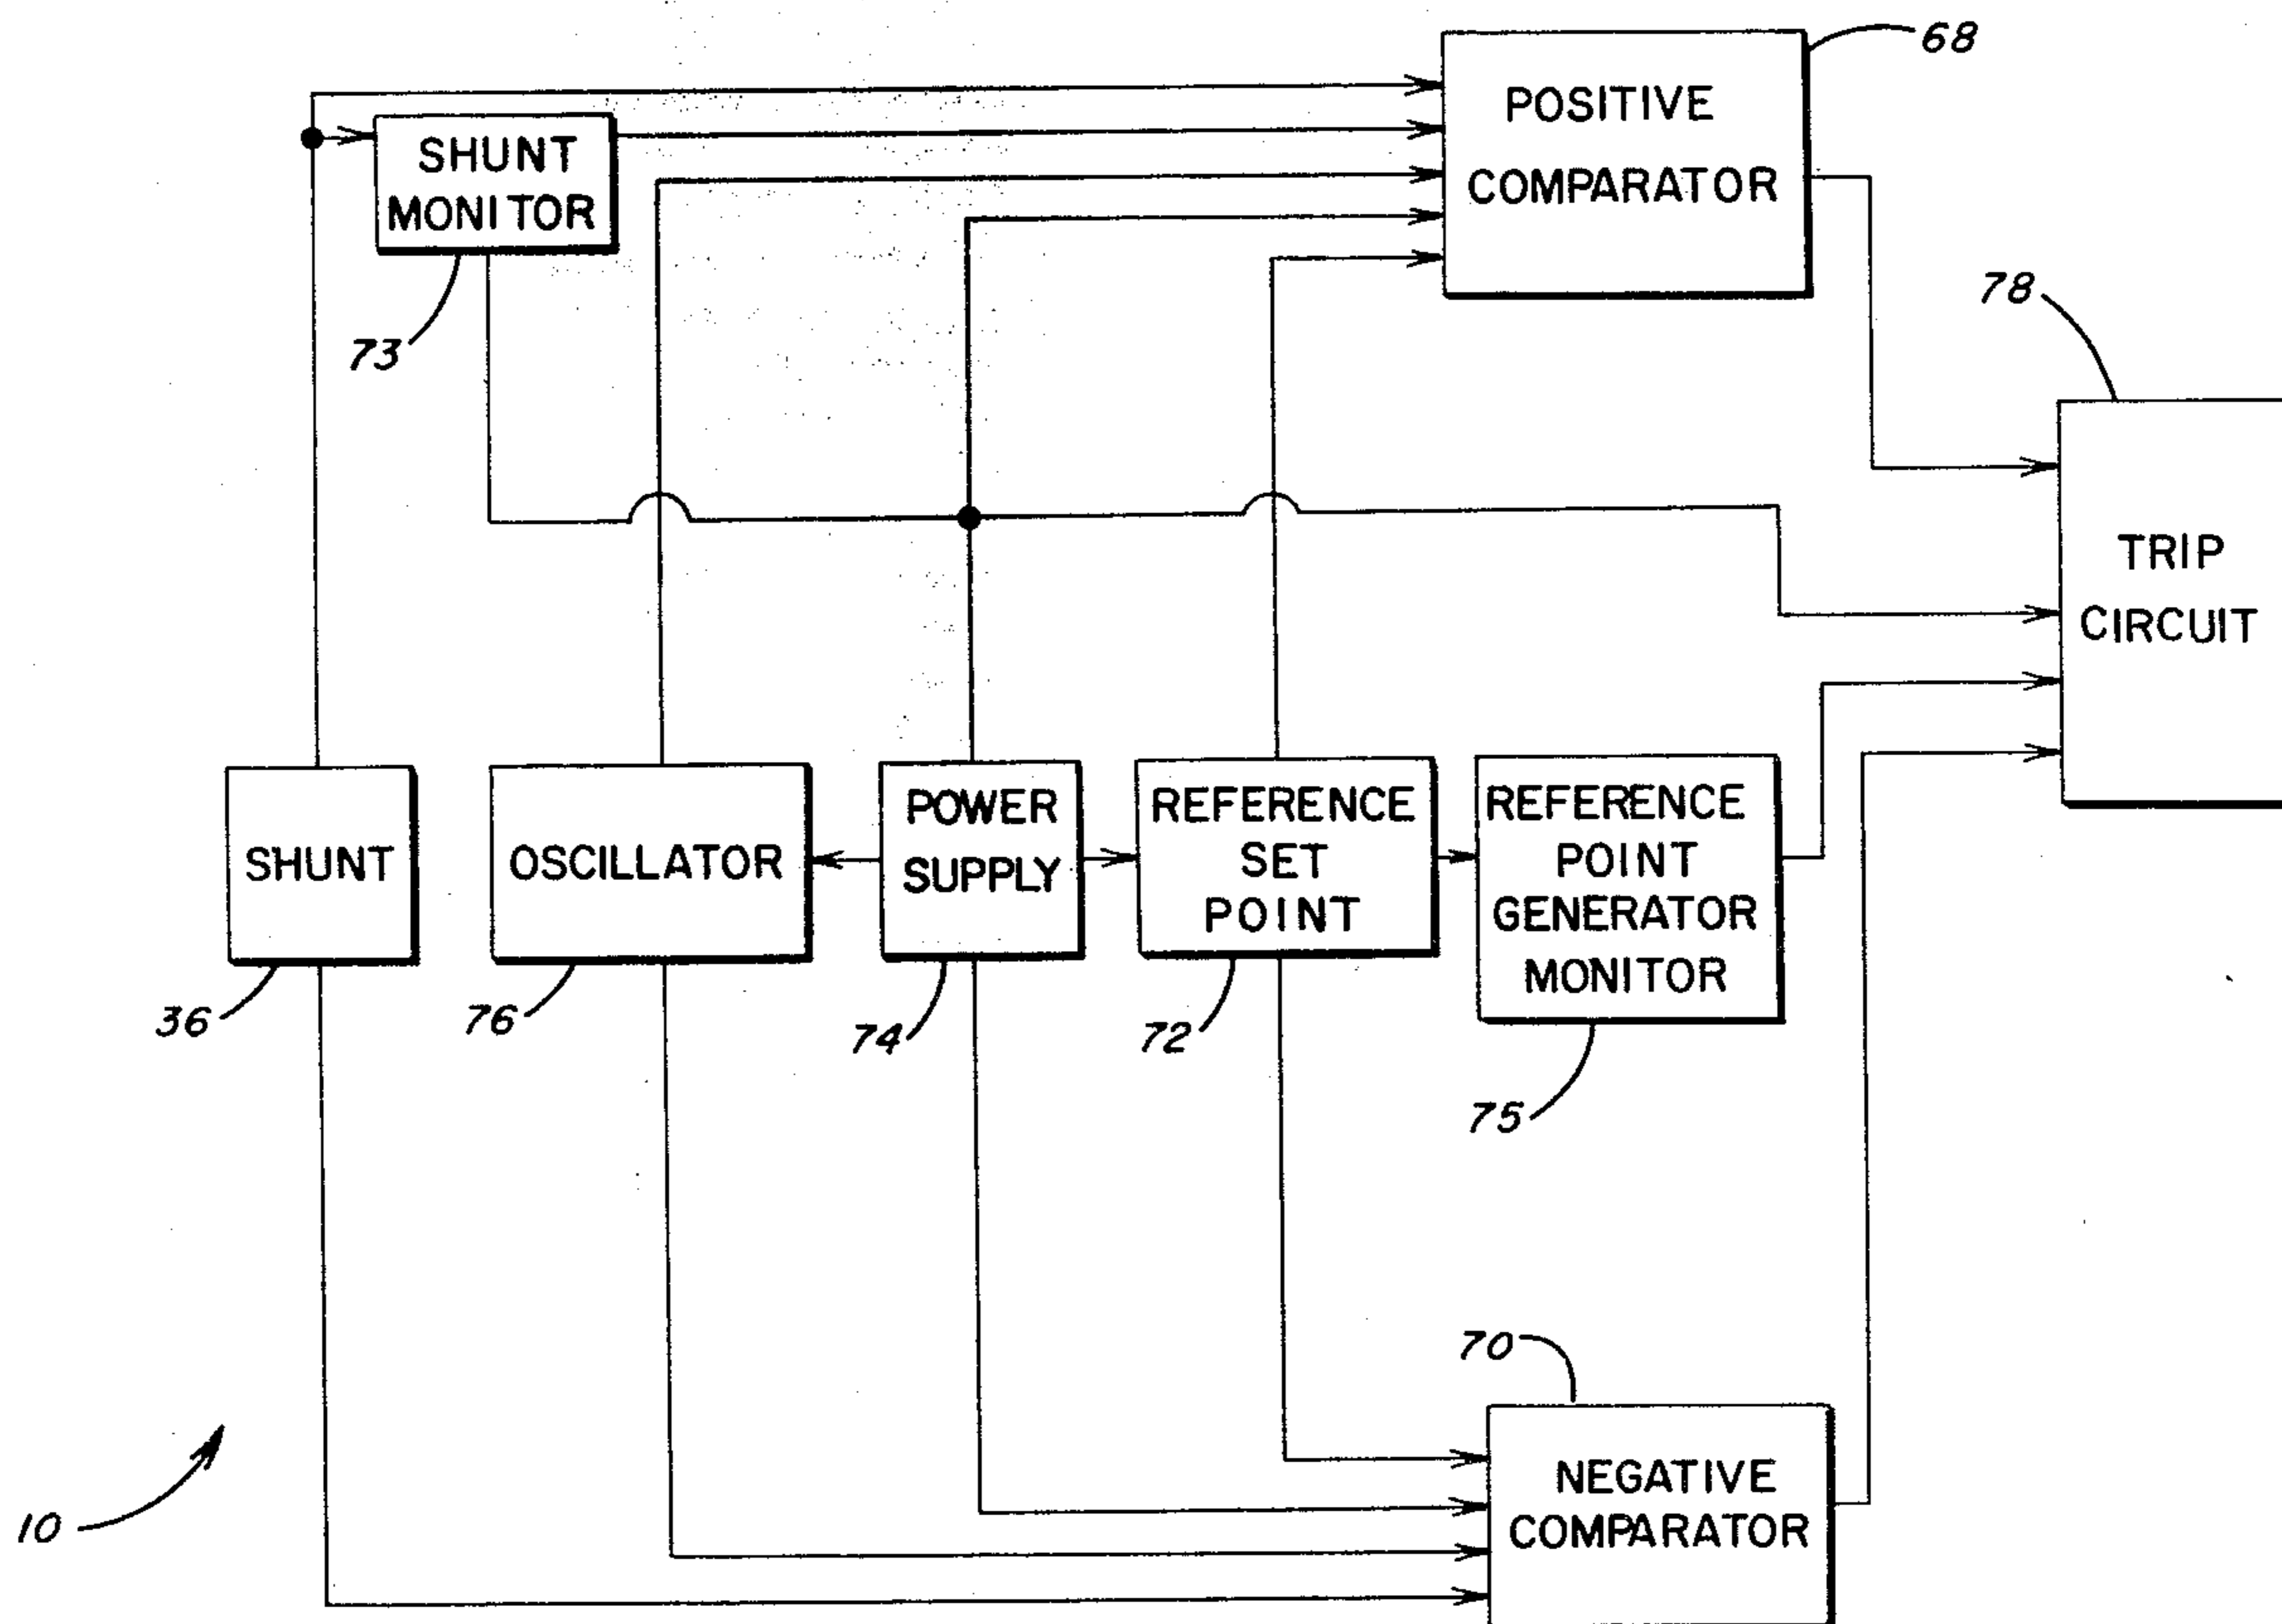 68
POSITIVE
COMPARATOR
SHUNT
MONITOR
73
78
TRIP
CIRCUIT
SHUNT
36
OSCILLATOR
76
POWER
SUPPLY
74
REFERENCE
SET
POINT
72
REFERENCE
POINT
GENERATOR
MONITOR
75
70
NEGATIVE
COMPARATOR
10